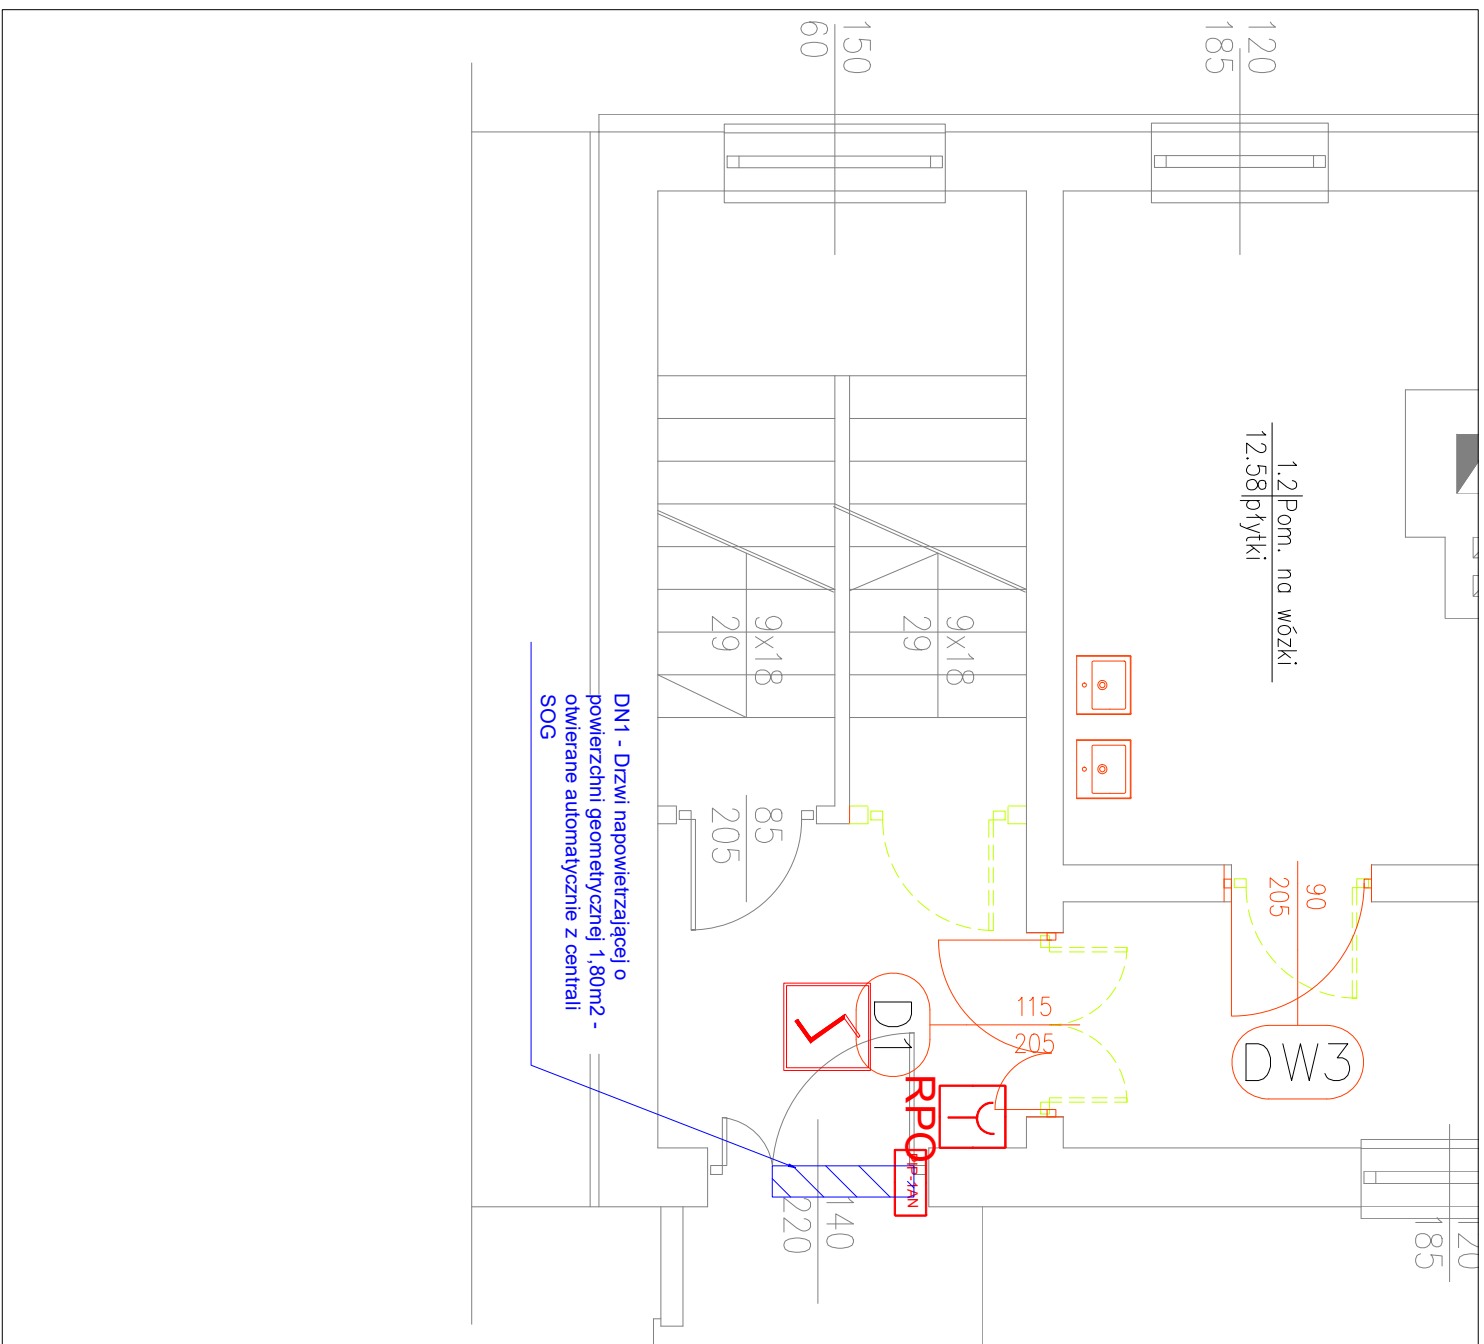 150
60
120
185
1.2 Pom. na wózki
12.58 płytki
9x18
29
9x18
29
85
205
90
205
DW3
115
205
D1
RPO
DN1 - Drzwi napowietrzającej o
powierzchni geometrycznej 1,80m2 -
otwierane automatycznie z centrali
SOG
140
220
185